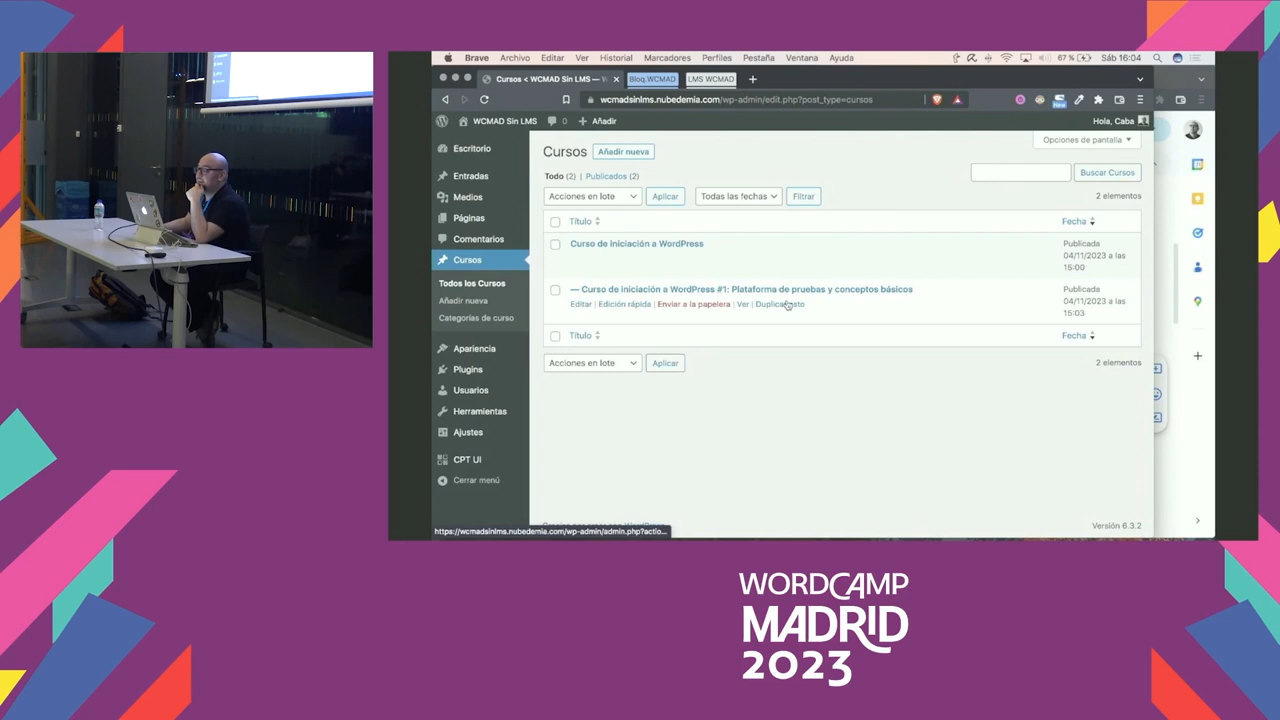 Brave Archivo Editar Ver Historial Marcadores Perfiles Pestaña Ventana Ayuda 67 % Sáb 16:04
Cursos < WCMAD Sin LMS — Bloq.WCMAD LMS WCMAD
wcmadsinlms.nubedemia.com/wp-admin/edit.php?post_type=cursos
WCMAD Sin LMS 0 Añadir Hola, Caba
Opciones de pantalla
Escritorio
Entradas
Medios
Páginas
Comentarios
Cursos
Todos los Cursos
Añadir nueva
Categorías de curso
Apariencia
Plugins
Usuarios
Herramientas
Ajustes
CPT UI
Cerrar menú
Cursos Añadir nueva
Todo (2) | Publicados (2)
Buscar Cursos
Acciones en lote Aplicar Todas las fechas Filtrar 2 elementos
Título Fecha
Curso de iniciación a WordPress Publicada
04/11/2023 a las
15:00
— Curso de iniciación a WordPress #1: Plataforma de pruebas y conceptos básicos Publicada
Editar | Edición rápida | Enviar a la papelera | Ver | 04/11/2023 a las
15:03
Título Fecha
Acciones en lote Aplicar 2 elementos
https://wcmadsinlms.nubedemia.com/wp-admin/admin.php?actio...
Versión 6.3.2
WORDCAMP
MADRID
2023